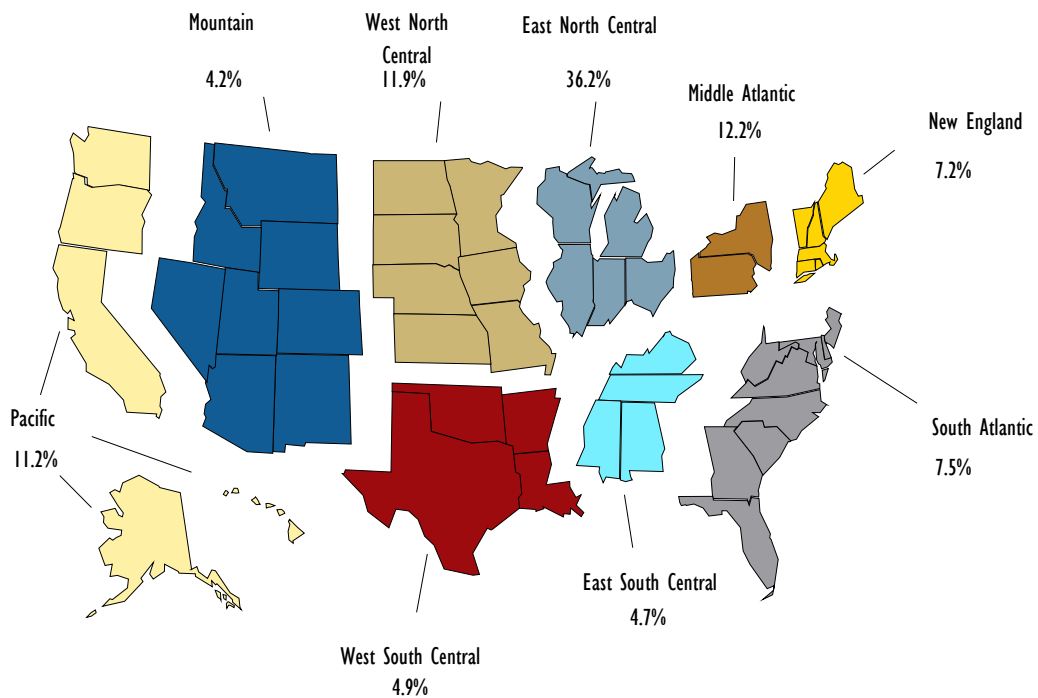 Mountain
4.2%
West North
Central
11.9%
East North Central
36.2%
Middle Atlantic
12.2%
New England
7.2%
Pacific
11.2%
South Atlantic
7.5%
East South Central
4.7%
West South Central
4.9%